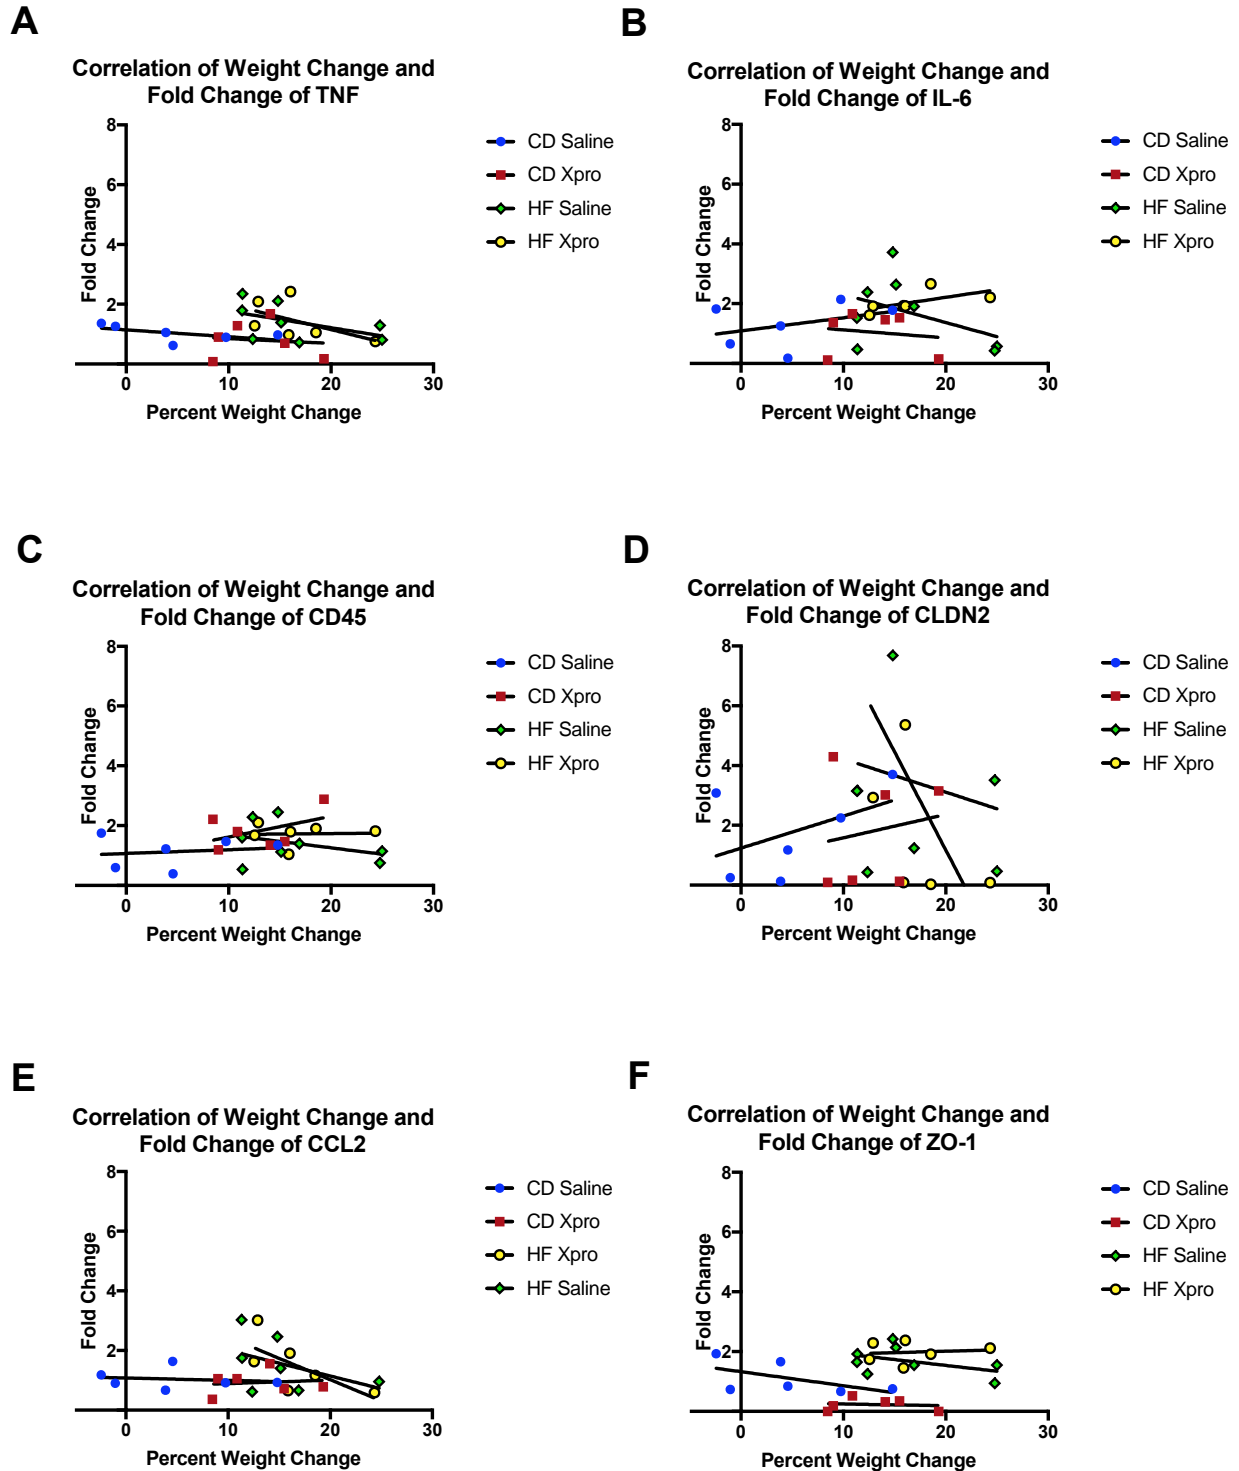 A
Correlation of Weight Change and
Fold Change of TNF
Fold Change
8
6
4
2
0
10
20
30
Percent Weight Change
CD Saline
CD Xpro
HF Saline
HF Xpro
B
Correlation of Weight Change and
Fold Change of IL-6
Fold Change
8
6
4
2
0
10
20
30
Percent Weight Change
CD Saline
CD Xpro
HF Saline
HF Xpro
C
Correlation of Weight Change and
Fold Change of CD45
Fold Change
8
6
4
2
0
10
20
30
Percent Weight Change
CD Saline
CD Xpro
HF Saline
HF Xpro
D
Correlation of Weight Change and
Fold Change of CLDN2
Fold Change
8
6
4
2
0
10
20
30
Percent Weight Change
CD Saline
CD Xpro
HF Saline
HF Xpro
E
Correlation of Weight Change and
Fold Change of CCL2
Fold Change
8
6
4
2
0
10
20
30
Percent Weight Change
CD Saline
CD Xpro
HF Xpro
HF Saline
F
Correlation of Weight Change and
Fold Change of ZO-1
Fold Change
8
6
4
2
0
10
20
30
Percent Weight Change
CD Saline
CD Xpro
HF Saline
HF Xpro